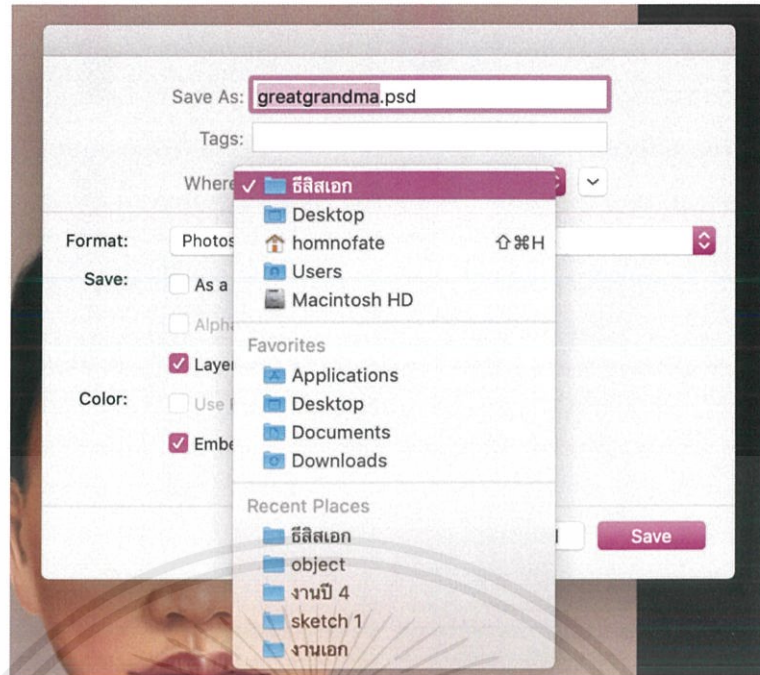 Save As: greatgrandma.psd
Tags:
Where
ธีสิสเอก
Desktop
homnofate ⇧⌘H
Users
Macintosh HD
Format: Photos
Save: As a
Alpha
Layer
Color: Use
Embe
Favorites
Applications
Desktop
Documents
Downloads
Recent Places
ธีสิสเอก
object
งานปี 4
sketch 1
งานเอก
Save